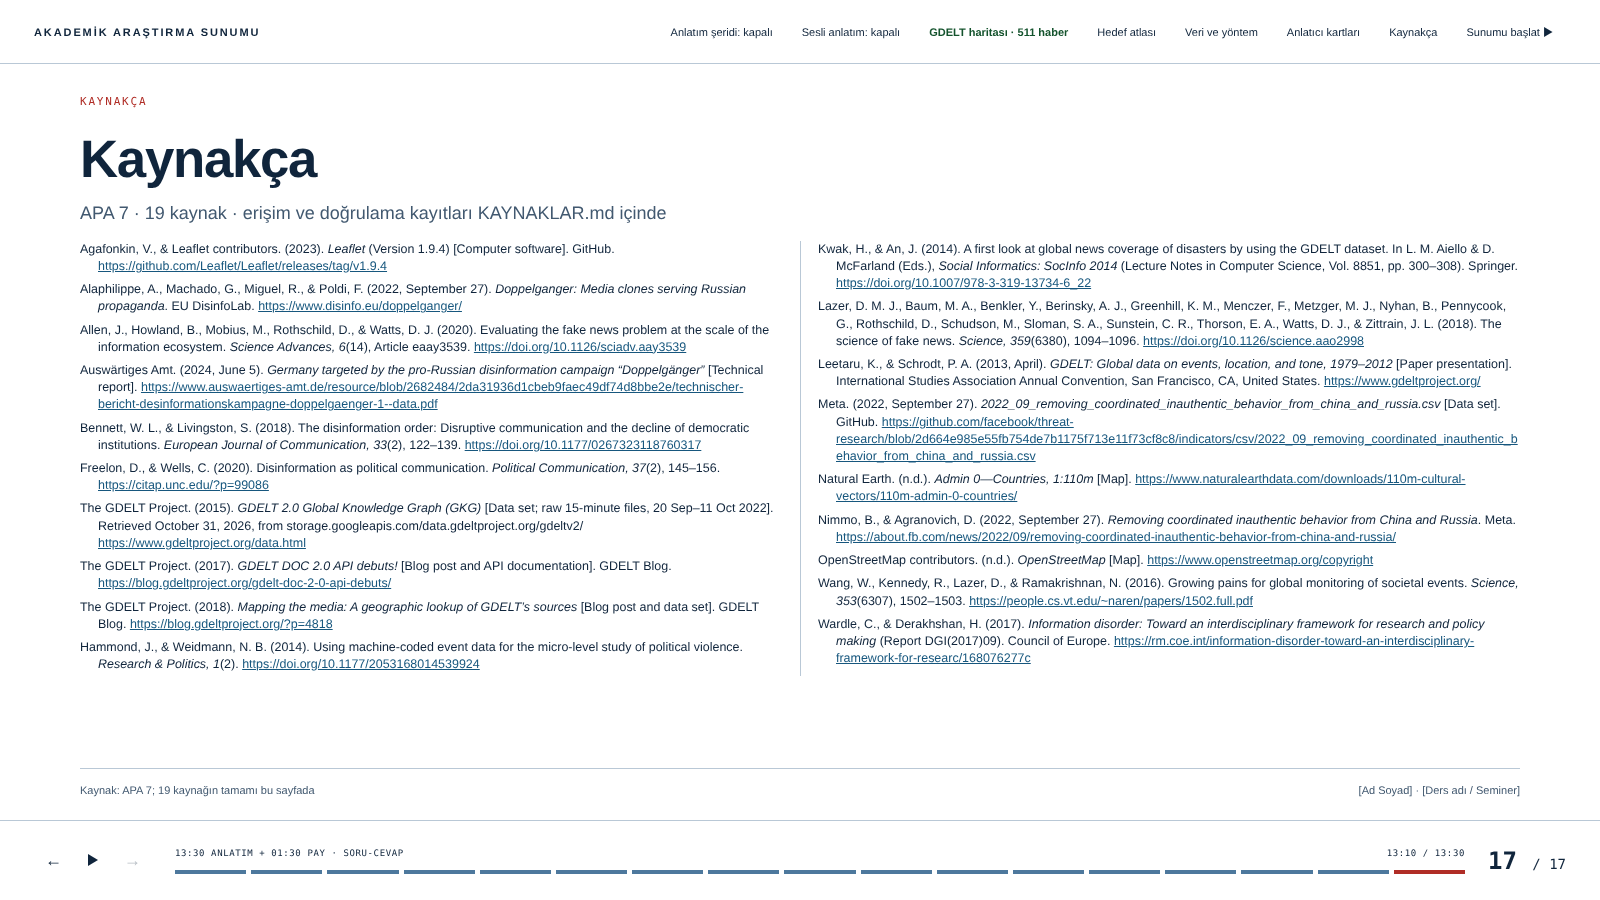 AKADEMİK ARAŞTIRMA SUNUMU
Anlatım şeridi: kapalı
Sesli anlatım: kapalı
GDELT haritası · 511 haber
Hedef atlası
Veri ve yöntem
Anlatıcı kartları
Kaynakça
Sunumu başlat ▶
KAYNAKÇA
Kaynakça
APA 7 · 19 kaynak · erişim ve doğrulama kayıtları KAYNAKLAR.md içinde
Agafonkin, V., & Leaflet contributors. (2023). Leaflet (Version 1.9.4) [Computer software]. GitHub.
https://github.com/Leaflet/Leaflet/releases/tag/v1.9.4
Alaphilippe, A., Machado, G., Miguel, R., & Poldi, F. (2022, September 27). Doppelganger: Media clones serving Russian
propaganda. EU DisinfoLab. https://www.disinfo.eu/doppelganger/
Allen, J., Howland, B., Mobius, M., Rothschild, D., & Watts, D. J. (2020). Evaluating the fake news problem at the scale of the
information ecosystem. Science Advances, 6(14), Article eaay3539. https://doi.org/10.1126/sciadv.aay3539
Auswärtiges Amt. (2024, June 5). Germany targeted by the pro-Russian disinformation campaign “Doppelgänger” [Technical
report]. https://www.auswaertiges-amt.de/resource/blob/2682484/2da31936d1cbeb9faec49df74d8bbe2e/technischer-
bericht-desinformationskampagne-doppelgaenger-1--data.pdf
Bennett, W. L., & Livingston, S. (2018). The disinformation order: Disruptive communication and the decline of democratic
institutions. European Journal of Communication, 33(2), 122–139. https://doi.org/10.1177/0267323118760317
Freelon, D., & Wells, C. (2020). Disinformation as political communication. Political Communication, 37(2), 145–156.
https://citap.unc.edu/?p=99086
The GDELT Project. (2015). GDELT 2.0 Global Knowledge Graph (GKG) [Data set; raw 15-minute files, 20 Sep–11 Oct 2022].
Retrieved October 31, 2026, from storage.googleapis.com/data.gdeltproject.org/gdeltv2/
https://www.gdeltproject.org/data.html
The GDELT Project. (2017). GDELT DOC 2.0 API debuts! [Blog post and API documentation]. GDELT Blog.
https://blog.gdeltproject.org/gdelt-doc-2-0-api-debuts/
The GDELT Project. (2018). Mapping the media: A geographic lookup of GDELT’s sources [Blog post and data set]. GDELT
Blog. https://blog.gdeltproject.org/?p=4818
Hammond, J., & Weidmann, N. B. (2014). Using machine-coded event data for the micro-level study of political violence.
Research & Politics, 1(2). https://doi.org/10.1177/2053168014539924
Kwak, H., & An, J. (2014). A first look at global news coverage of disasters by using the GDELT dataset. In L. M. Aiello & D.
McFarland (Eds.), Social Informatics: SocInfo 2014 (Lecture Notes in Computer Science, Vol. 8851, pp. 300–308). Springer.
https://doi.org/10.1007/978-3-319-13734-6_22
Lazer, D. M. J., Baum, M. A., Benkler, Y., Berinsky, A. J., Greenhill, K. M., Menczer, F., Metzger, M. J., Nyhan, B., Pennycook,
G., Rothschild, D., Schudson, M., Sloman, S. A., Sunstein, C. R., Thorson, E. A., Watts, D. J., & Zittrain, J. L. (2018). The
science of fake news. Science, 359(6380), 1094–1096. https://doi.org/10.1126/science.aao2998
Leetaru, K., & Schrodt, P. A. (2013, April). GDELT: Global data on events, location, and tone, 1979–2012 [Paper presentation].
International Studies Association Annual Convention, San Francisco, CA, United States. https://www.gdeltproject.org/
Meta. (2022, September 27). 2022_09_removing_coordinated_inauthentic_behavior_from_china_and_russia.csv [Data set].
GitHub. https://github.com/facebook/threat-
research/blob/2d664e985e55fb754de7b1175f713e11f73cf8c8/indicators/csv/2022_09_removing_coordinated_inauthentic_b
ehavior_from_china_and_russia.csv
Natural Earth. (n.d.). Admin 0—Countries, 1:110m [Map]. https://www.naturalearthdata.com/downloads/110m-cultural-
vectors/110m-admin-0-countries/
Nimmo, B., & Agranovich, D. (2022, September 27). Removing coordinated inauthentic behavior from China and Russia. Meta.
https://about.fb.com/news/2022/09/removing-coordinated-inauthentic-behavior-from-china-and-russia/
OpenStreetMap contributors. (n.d.). OpenStreetMap [Map]. https://www.openstreetmap.org/copyright
Wang, W., Kennedy, R., Lazer, D., & Ramakrishnan, N. (2016). Growing pains for global monitoring of societal events. Science,
353(6307), 1502–1503. https://people.cs.vt.edu/~naren/papers/1502.full.pdf
Wardle, C., & Derakhshan, H. (2017). Information disorder: Toward an interdisciplinary framework for research and policy
making (Report DGI(2017)09). Council of Europe. https://rm.coe.int/information-disorder-toward-an-interdisciplinary-
framework-for-researc/168076277c
Kaynak: APA 7; 19 kaynağın tamamı bu sayfada
[Ad Soyad] · [Ders adı / Seminer]
13:30 ANLATIM + 01:30 PAY · SORU-CEVAP
13:10 / 13:30
17 / 17